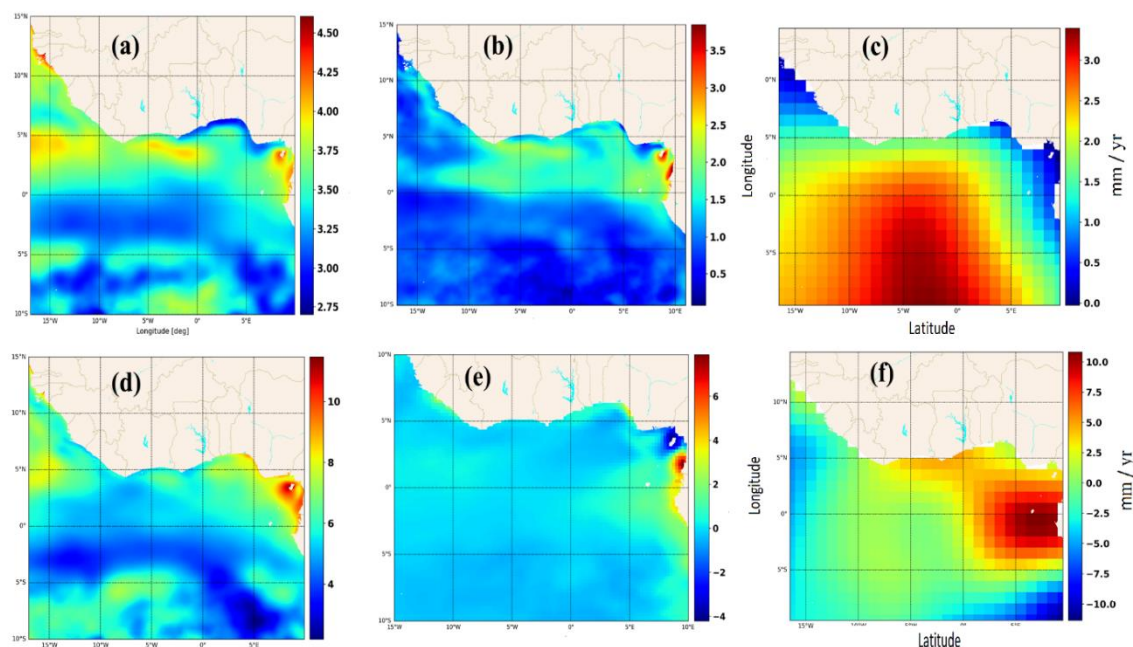 (a)
15°N
10°N
5°N
0°
5°S
10°S
15°W 10°W 5°W 0° 5°E
Longitude [deg]
4.50
4.25
4.00
3.75
3.50
3.25
3.00
2.75
(b)
15°N
10°N
5°N
0°
5°S
10°S
15°W 10°W 5°W 0° 5°E
3.5
3.0
2.5
2.0
1.5
1.0
0.5
(c)
Longitude
5°N
0°
5°S
15°W 10°W 5°W 0° 5°E
Latitude
3.0
2.5
2.0
1.5
1.0
0.5
0.0
mm / yr
(d)
15°N
10°N
5°N
0°
5°S
10°S
15°W 10°W 5°W 0° 5°E
10
8
6
4
(e)
10°N
5°N
0°
5°S
10°S
15°W 10°W 5°W 0° 5°E 10°E
6
4
2
0
−2
−4
(f)
Longitude
10°N
5°N
0°
5°S
15°W
Latitude
10.0
7.5
5.0
2.5
0.0
−2.5
−5.0
−7.5
−10.0
mm / yr